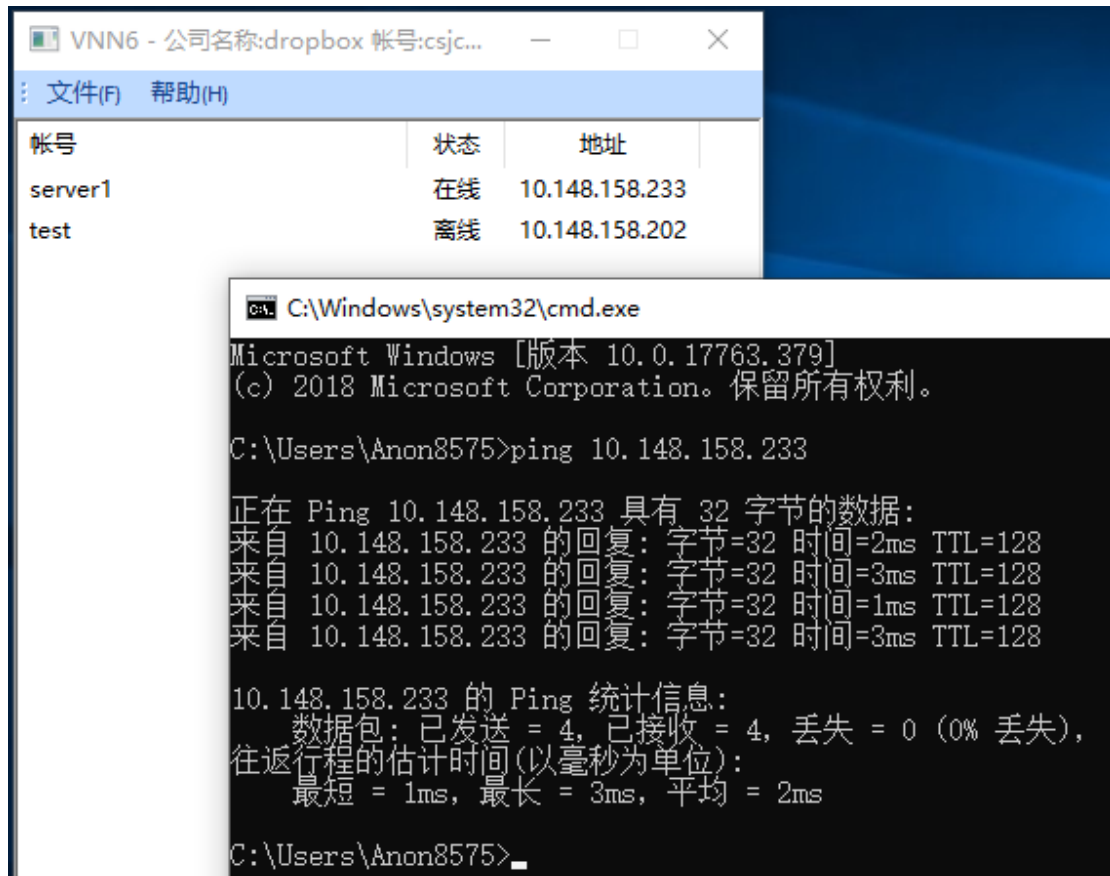 VNN6 - 公司名称:dropbox 帐号:csjc...
文件(F) 帮助(H)
帐号 状态 地址
server1 在线 10.148.158.233
test 离线 10.148.158.202
C:\Windows\system32\cmd.exe
Microsoft Windows [版本 10.0.17763.379]
(c) 2018 Microsoft Corporation。保留所有权利。
C:\Users\Anon8575>ping 10.148.158.233
正在 Ping 10.148.158.233 具有 32 字节的数据:
来自 10.148.158.233 的回复: 字节=32 时间=2ms TTL=128
来自 10.148.158.233 的回复: 字节=32 时间=3ms TTL=128
来自 10.148.158.233 的回复: 字节=32 时间=1ms TTL=128
来自 10.148.158.233 的回复: 字节=32 时间=3ms TTL=128
10.148.158.233 的 Ping 统计信息:
数据包: 已发送 = 4, 已接收 = 4, 丢失 = 0 (0% 丢失),
往返行程的估计时间(以毫秒为单位):
最短 = 1ms, 最长 = 3ms, 平均 = 2ms
C:\Users\Anon8575>